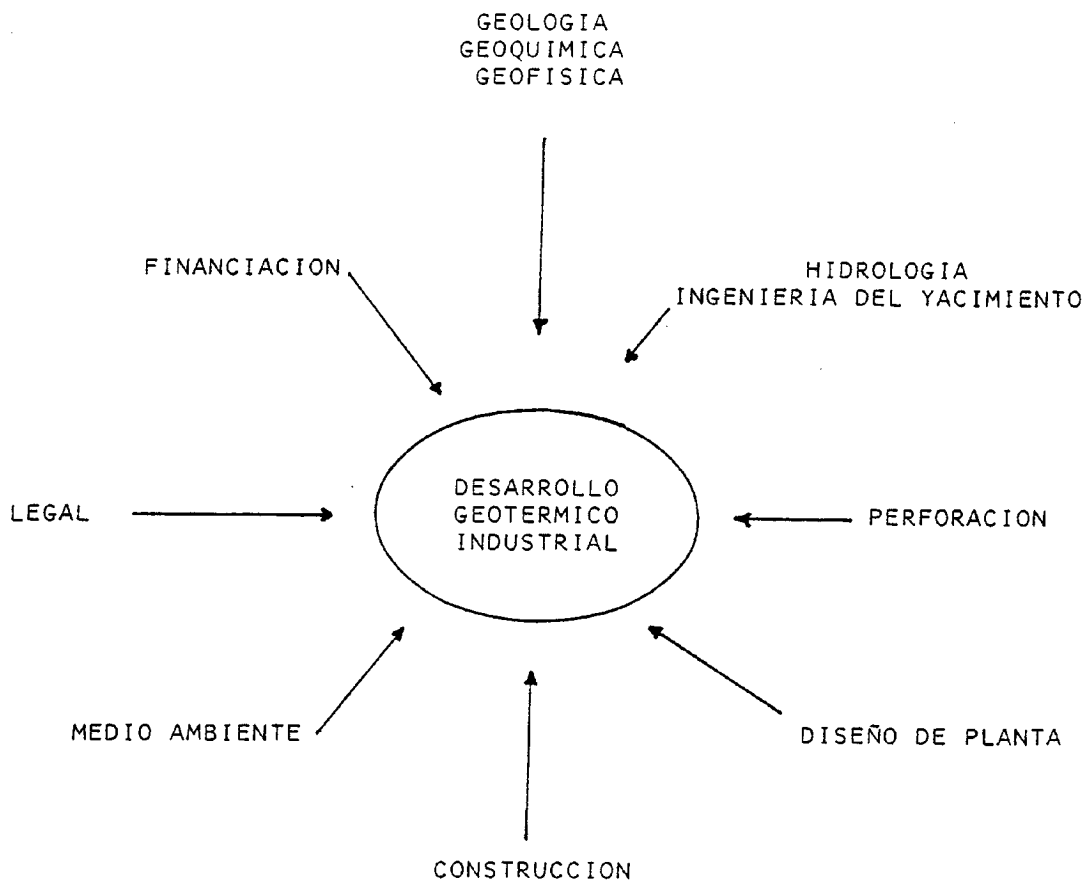 GEOLOGIA
GEOQUIMICA
GEOFISICA
FINANCIACION
HIDROLOGIA
INGENIERIA DEL YACIMIENTO
DESARROLLO
GEOTERMICO
INDUSTRIAL
LEGAL
PERFORACION
MEDIO AMBIENTE
DISEÑO DE PLANTA
CONSTRUCCION